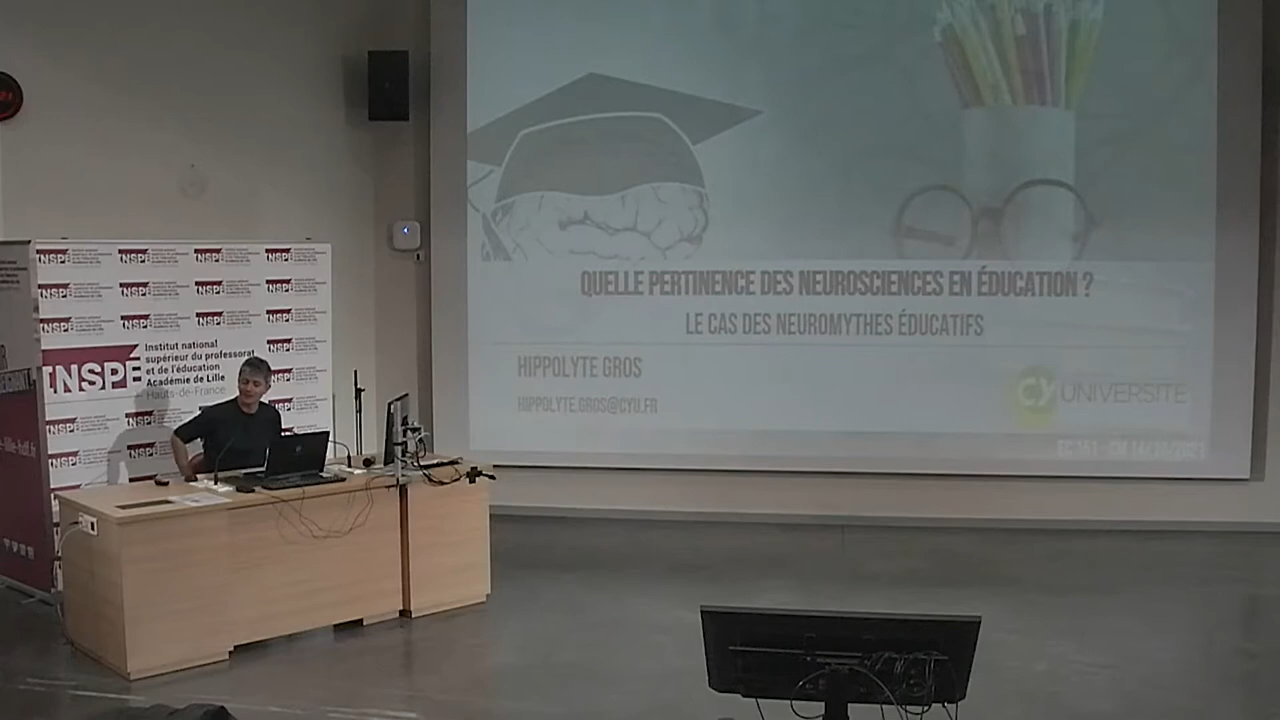 QUELLE PERTINENCE DES NEUROSCIENCES EN ÉDUCATION ?
LE CAS DES NEUROMYTHES ÉDUCATIFS
HIPPOLYTE GROS
HIPPOLYTE.GROS@CYU.FR
CY UNIVERSITÉ
INSPÉ
Institut national
supérieur du professorat
et de l'éducation
Académie de Lille
Hauts-de-France